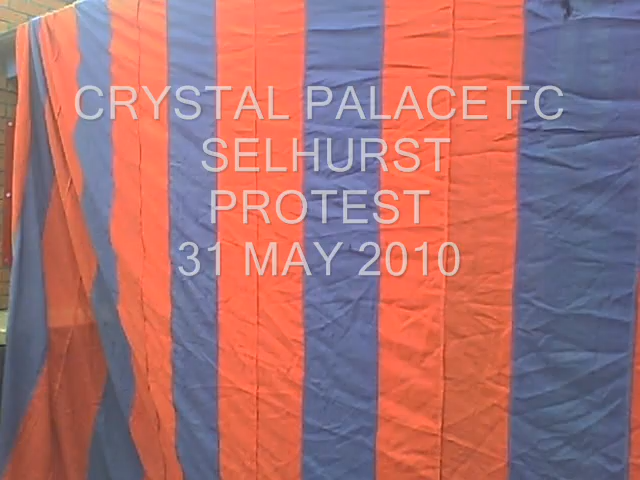 CRYSTAL PALACE FC
SELHURST
PROTEST
31 MAY 2010